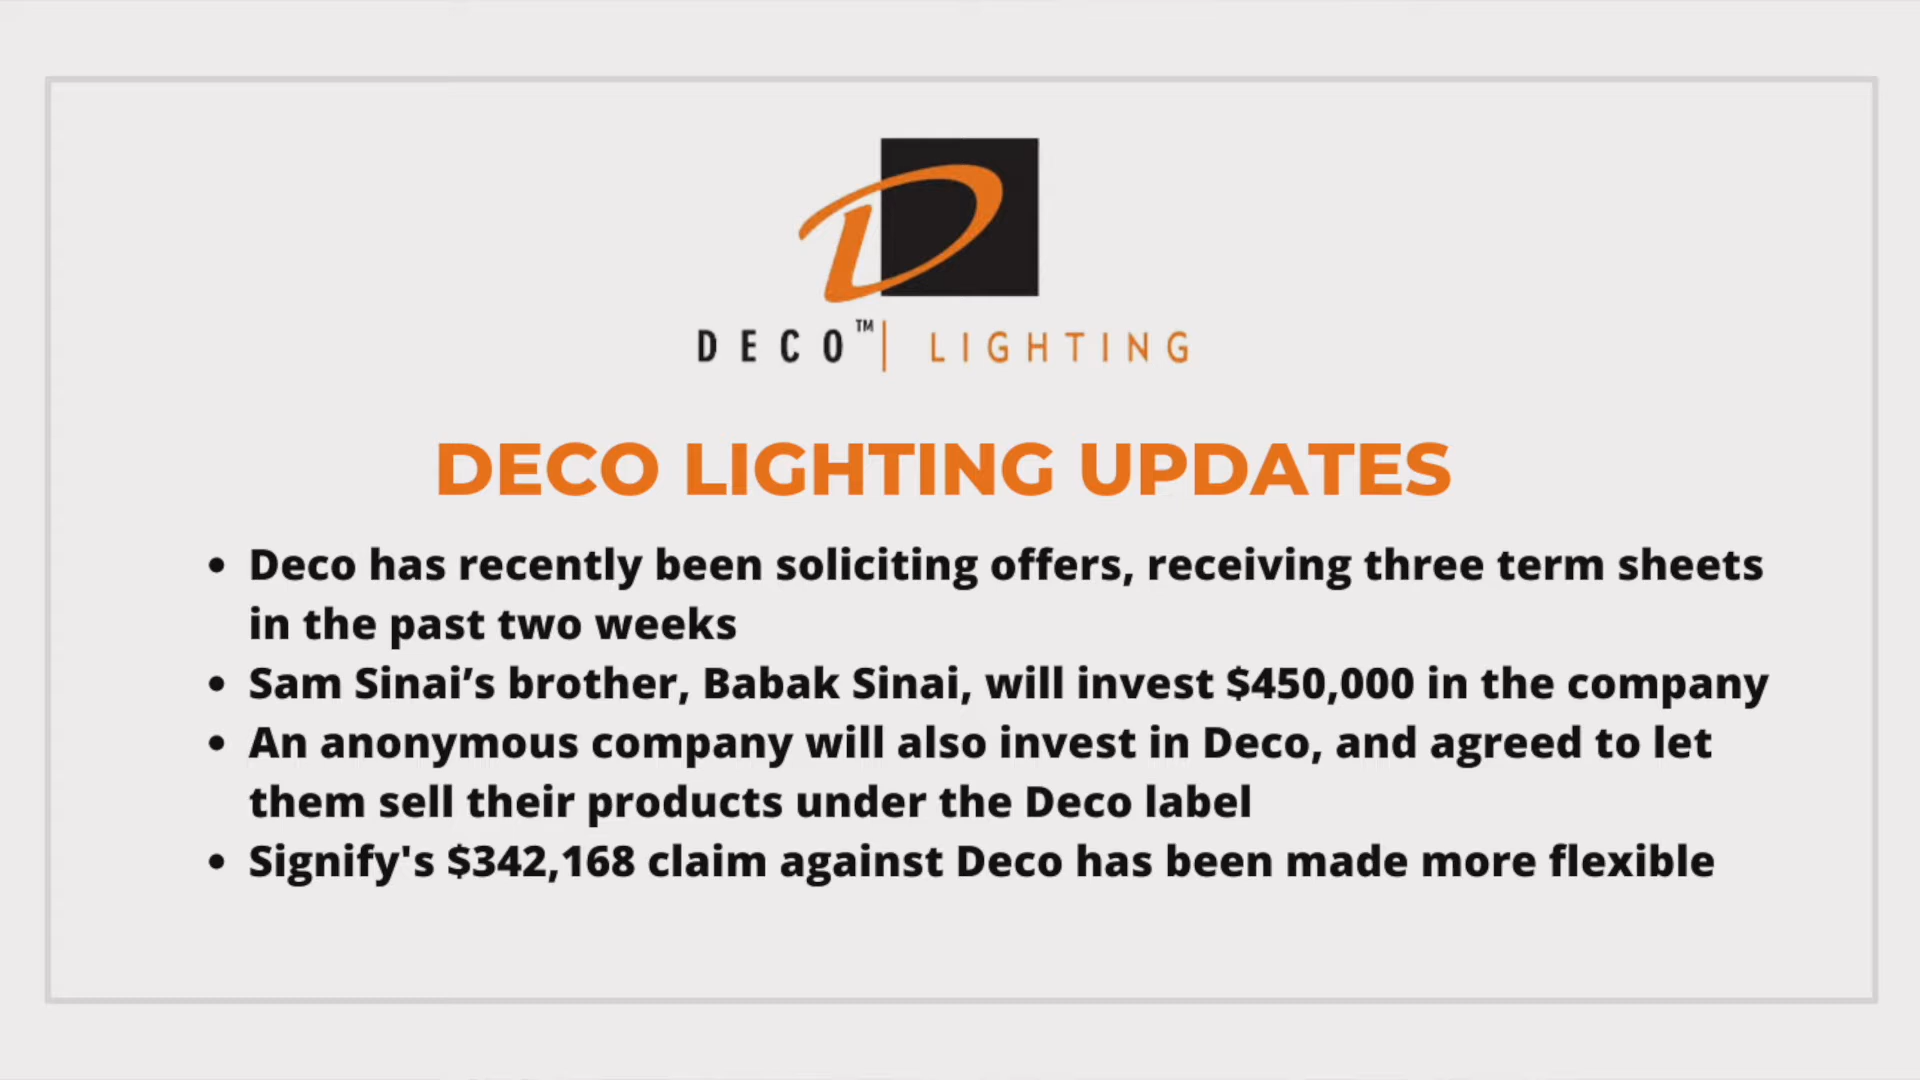 DECO™ | LIGHTING
DECO LIGHTING UPDATES
• Deco has recently been soliciting offers, receiving three term sheets
in the past two weeks
• Sam Sinai’s brother, Babak Sinai, will invest $450,000 in the company
• An anonymous company will also invest in Deco, and agreed to let
them sell their products under the Deco label
• Signify's $342,168 claim against Deco has been made more flexible